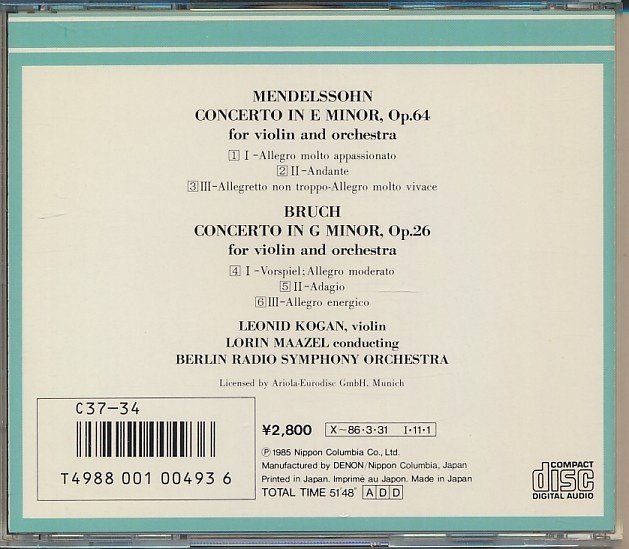 MENDELSSOHN
CONCERTO IN E MINOR, Op.64
for violin and orchestra
1 I-Allegro molto appassionato
2 II-Andante
3 III-Allegretto non troppo-Allegro molto vivace
BRUCH
CONCERTO IN G MINOR, Op.26
for violin and orchestra
4 I-Vorspiel; Allegro moderato
5 II-Adagio
6 III-Allegro energico
LEONID KOGAN, violin
LORIN MAAZEL conducting
BERLIN RADIO SYMPHONY ORCHESTRA
Licensed by Ariola-Eurodisc GmbH, Munich
C37-34
T4988 001 00493 6
¥2,800 X-86·3·31 I·11·1
Ⓟ1985 Nippon Columbia Co., Ltd.
Manufactured by DENON/Nippon Columbia, Japan
Printed in Japan. Imprimé au Japon. Made in Japan
TOTAL TIME 51'48" A D D
COMPACT
disc
DIGITAL AUDIO